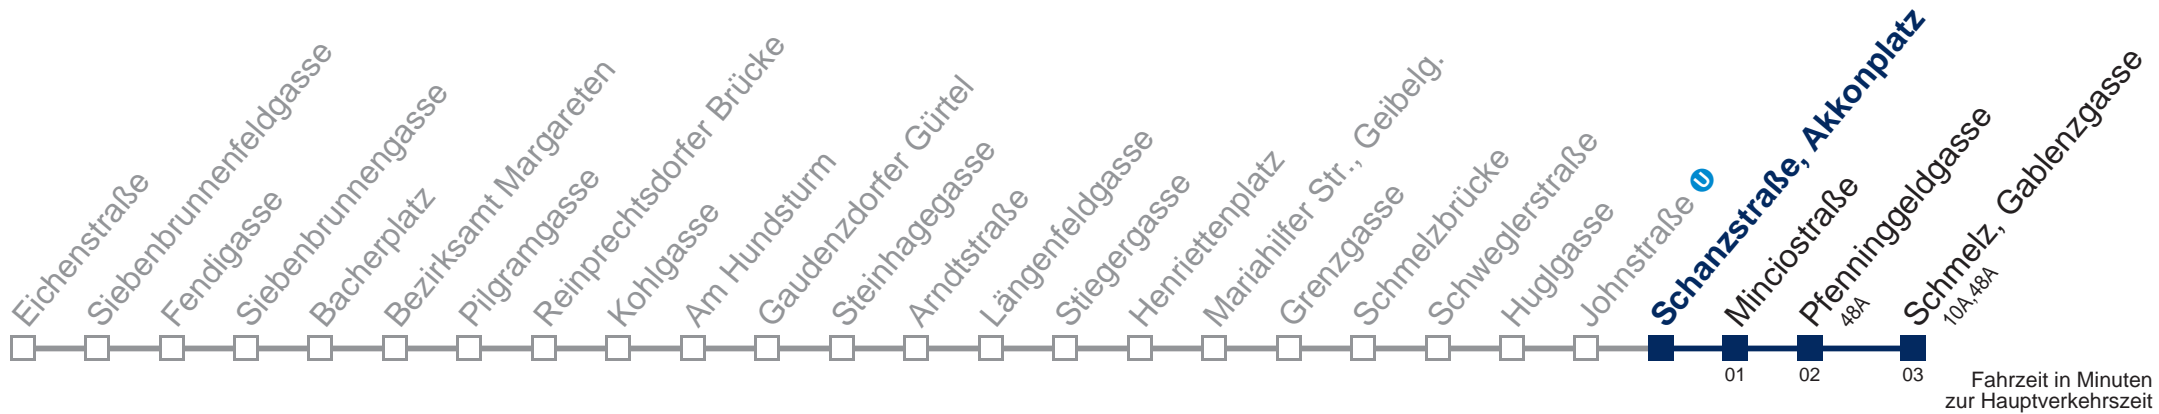 Eichenstraße
Siebenbrunnenfeldgasse
Fendigasse
Siebenbrunnengasse
Bacherplatz
Bezirksamt Margareten
Pilgramgasse
Reinprechtsdorfer Brücke
Kohlgasse
Am Hundsturm
Gaudenzdorfer Gürtel
Steinhagegasse
Arndtstraße
Längenfeldgasse
Stiegergasse
Henriettenplatz
Mariahilfer Str., Geibelg.
Grenzgasse
Schmelzbrücke
Schweglerstraße
Huglgasse
Johnstraße U
Schanzstraße, Akkonplatz
Minciostraße
Pfenninggeldgasse
48A
Schmelz, Gablenzgasse
10A,48A
01 02 03
Fahrzeit in Minuten
zur Hauptverkehrszeit